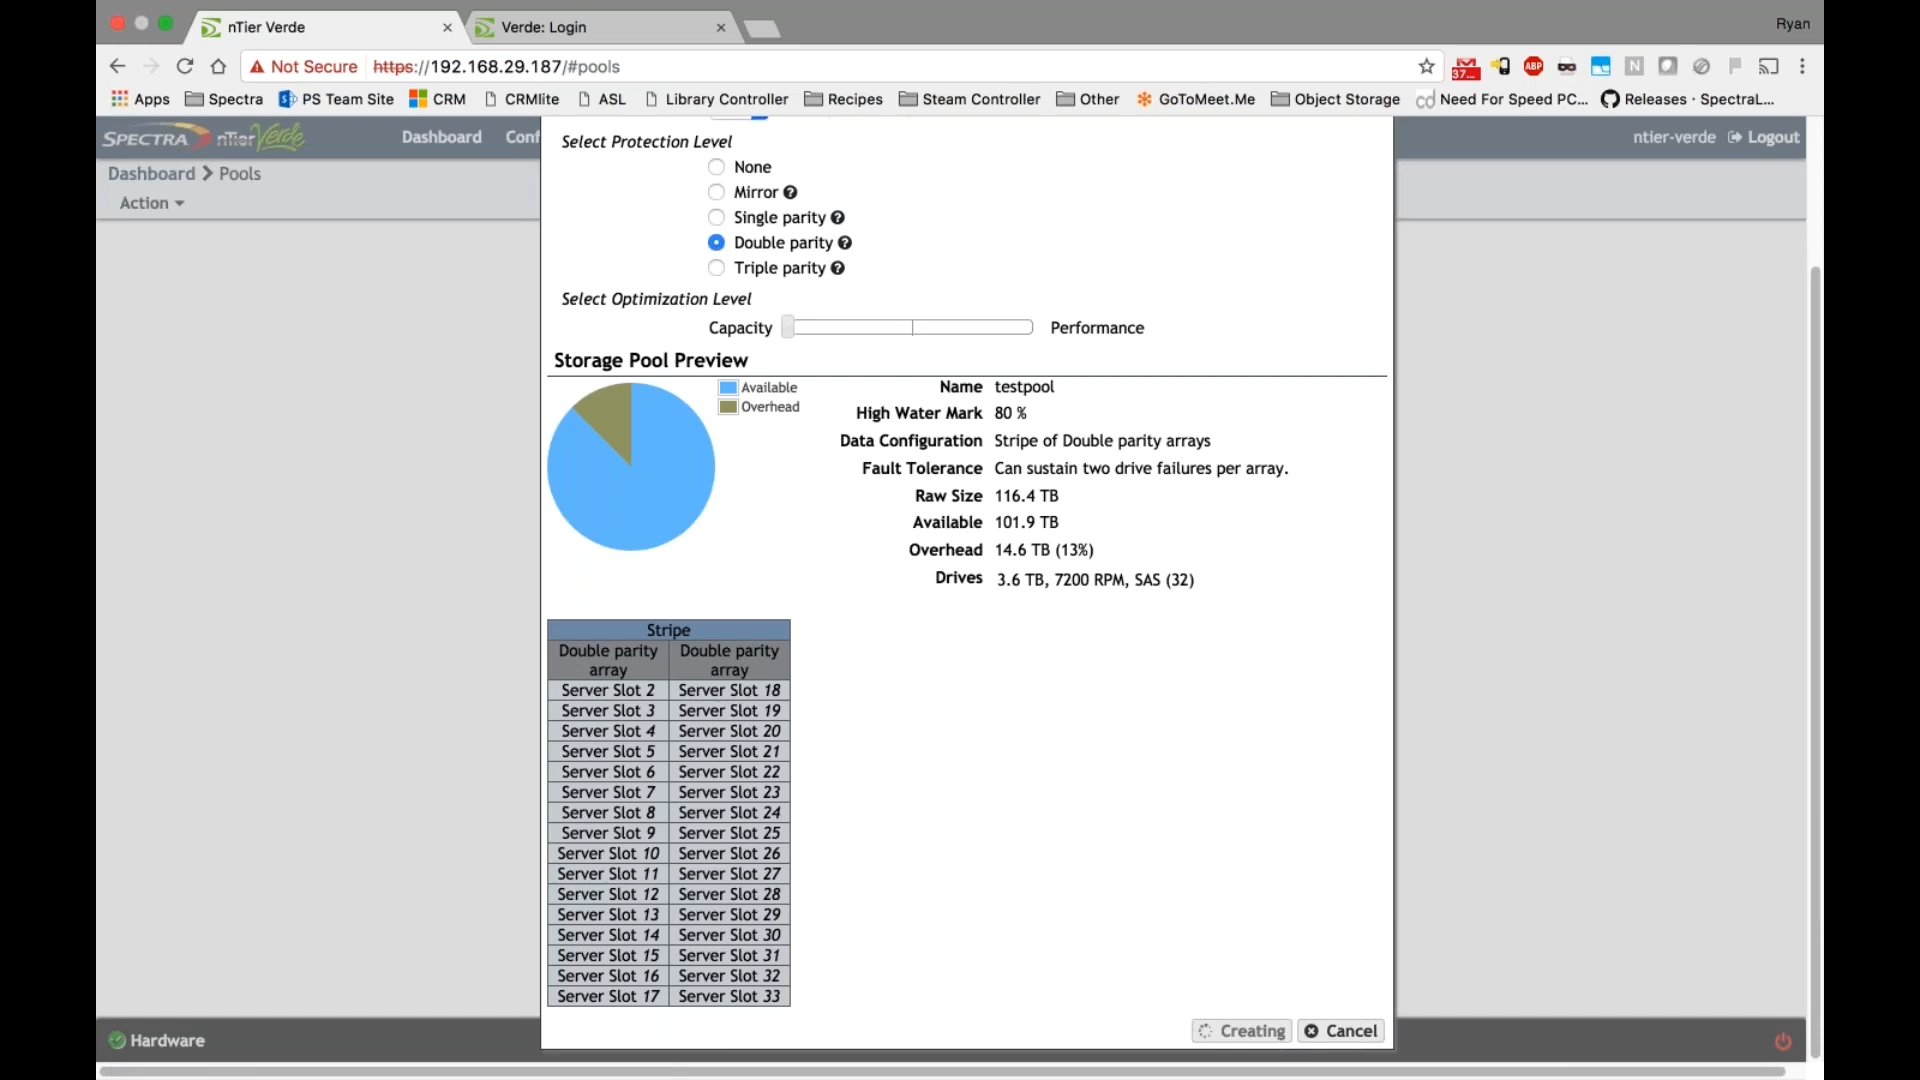 nTier Verde
Verde: Login
Ryan
Not Secure https://192.168.29.187/#pools
37...
ABP
N
Apps Spectra PS Team Site CRM CRMlite ASL Library Controller Recipes Steam Controller Other GoToMeet.Me Object Storage Need For Speed PC... Releases · SpectraL...
SPECTRA nTier Verde Dashboard Conf ntier-verde Logout
Dashboard Pools
Action
Select Protection Level
None
Mirror
Single parity
Double parity
Triple parity
Select Optimization Level
Capacity Performance
Storage Pool Preview
Available
Overhead
Name testpool
High Water Mark 80 %
Data Configuration Stripe of Double parity arrays
Fault Tolerance Can sustain two drive failures per array.
Raw Size 116.4 TB
Available 101.9 TB
Overhead 14.6 TB (13%)
Drives 3.6 TB, 7200 RPM, SAS (32)
Stripe
Double parity array Double parity array
Server Slot 2 Server Slot 18
Server Slot 3 Server Slot 19
Server Slot 4 Server Slot 20
Server Slot 5 Server Slot 21
Server Slot 6 Server Slot 22
Server Slot 7 Server Slot 23
Server Slot 8 Server Slot 24
Server Slot 9 Server Slot 25
Server Slot 10 Server Slot 26
Server Slot 11 Server Slot 27
Server Slot 12 Server Slot 28
Server Slot 13 Server Slot 29
Server Slot 14 Server Slot 30
Server Slot 15 Server Slot 31
Server Slot 16 Server Slot 32
Server Slot 17 Server Slot 33
Creating Cancel
Hardware